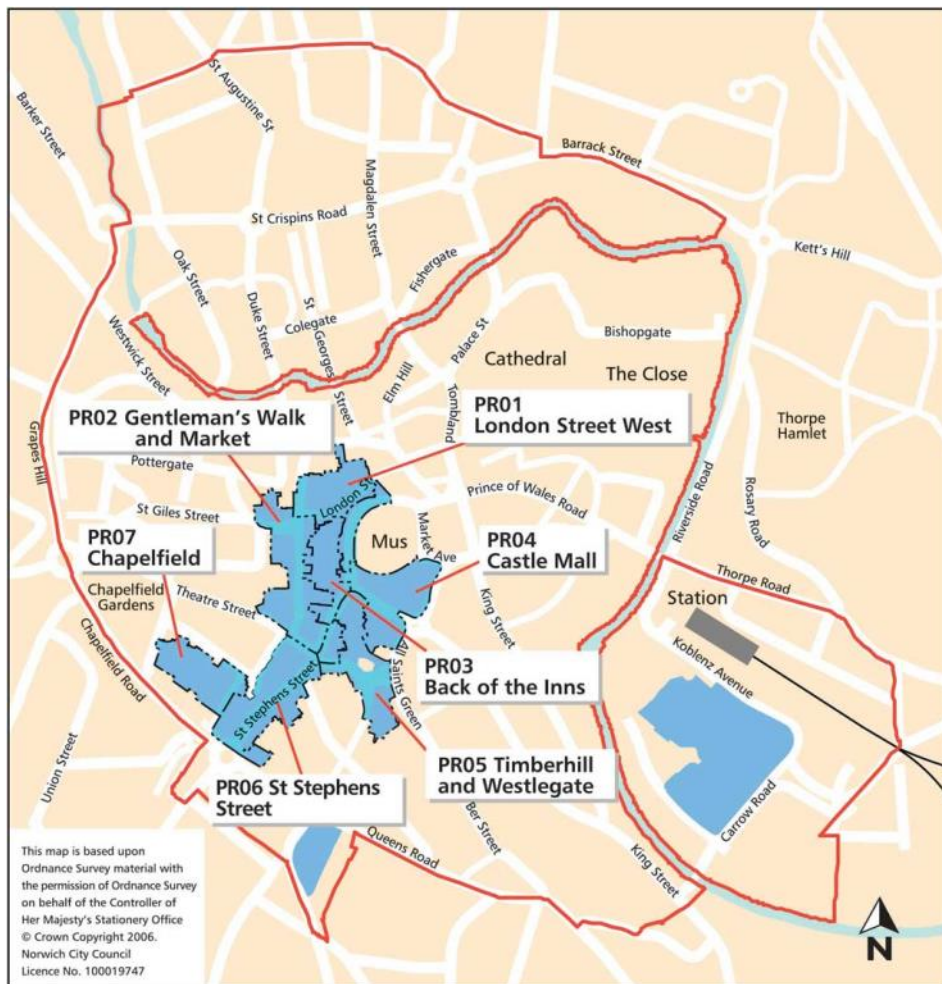 St Augustine St
Barker Street
Barrack Street
Magdalen Street
St Crispins Road
Kett's Hill
Fishergate
Oak Street
Duke Street
St Georges
Street
Colegate
Westwick Street
Palace St
Bishopgate
Elm Hill
Cathedral
The Close
Tombland
PR02 Gentleman's Walk
and Market
PR01
London Street West
Thorpe
Hamlet
Grapes Hill
Pottergate
London St
Prince of Wales Road
Riverside Road
Rosary Road
St Giles Street
Mus
Market Ave
PR07
Chapelfield
PR04
Castle Mall
Thorpe Road
Chapelfield
Gardens
Theatre Street
King Street
Station
Koblenz Avenue
Chapelfield Road
All Saints Green
PR03
Back of the Inns
St Stephens Street
Union Street
PR06 St Stephens
Street
PR05 Timberhill
and Westlegate
Carrow Road
Ber Street
Queens Road
King Street
This map is based upon
Ordnance Survey material with
the permission of Ordnance Survey
on behalf of the Controller of
Her Majesty's Stationery Office
© Crown Copyright 2006.
Norwich City Council
Licence No. 100019747
N